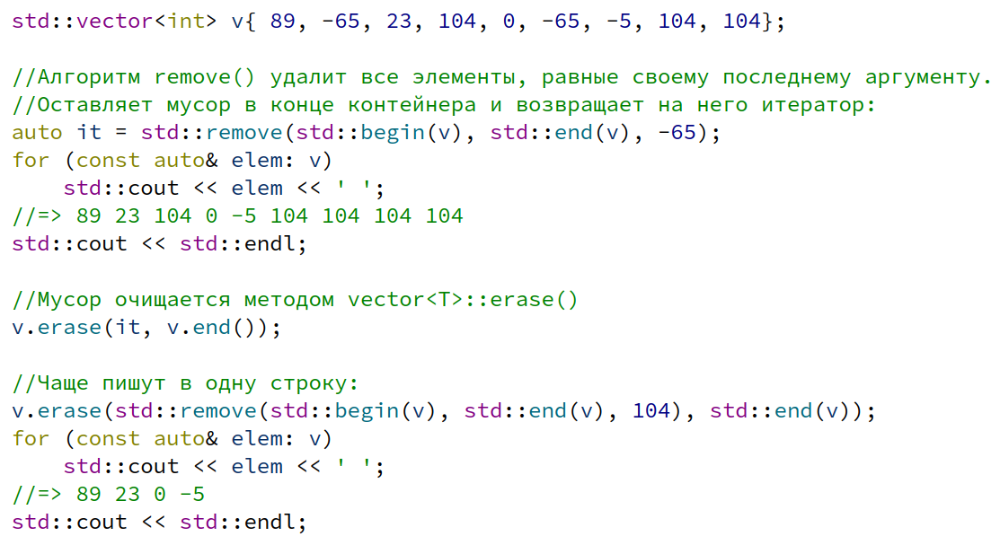 std::vector<int> v{ 89, -65, 23, 104, 0, -65, -5, 104, 104};
//Алгоритм remove() удалит все элементы, равные своему последнему аргументу.
//Оставляет мусор в конце контейнера и возвращает на него итератор:
auto it = std::remove(std::begin(v), std::end(v), -65);
for (const auto& elem: v)
    std::cout << elem << ' ';
//=> 89 23 104 0 -5 104 104 104 104
std::cout << std::endl;
//Мусор очищается методом vector<T>::erase()
v.erase(it, v.end());
//Чаще пишут в одну строку:
v.erase(std::remove(std::begin(v), std::end(v), 104), std::end(v));
for (const auto& elem: v)
    std::cout << elem << ' ';
//=> 89 23 0 -5
std::cout << std::endl;